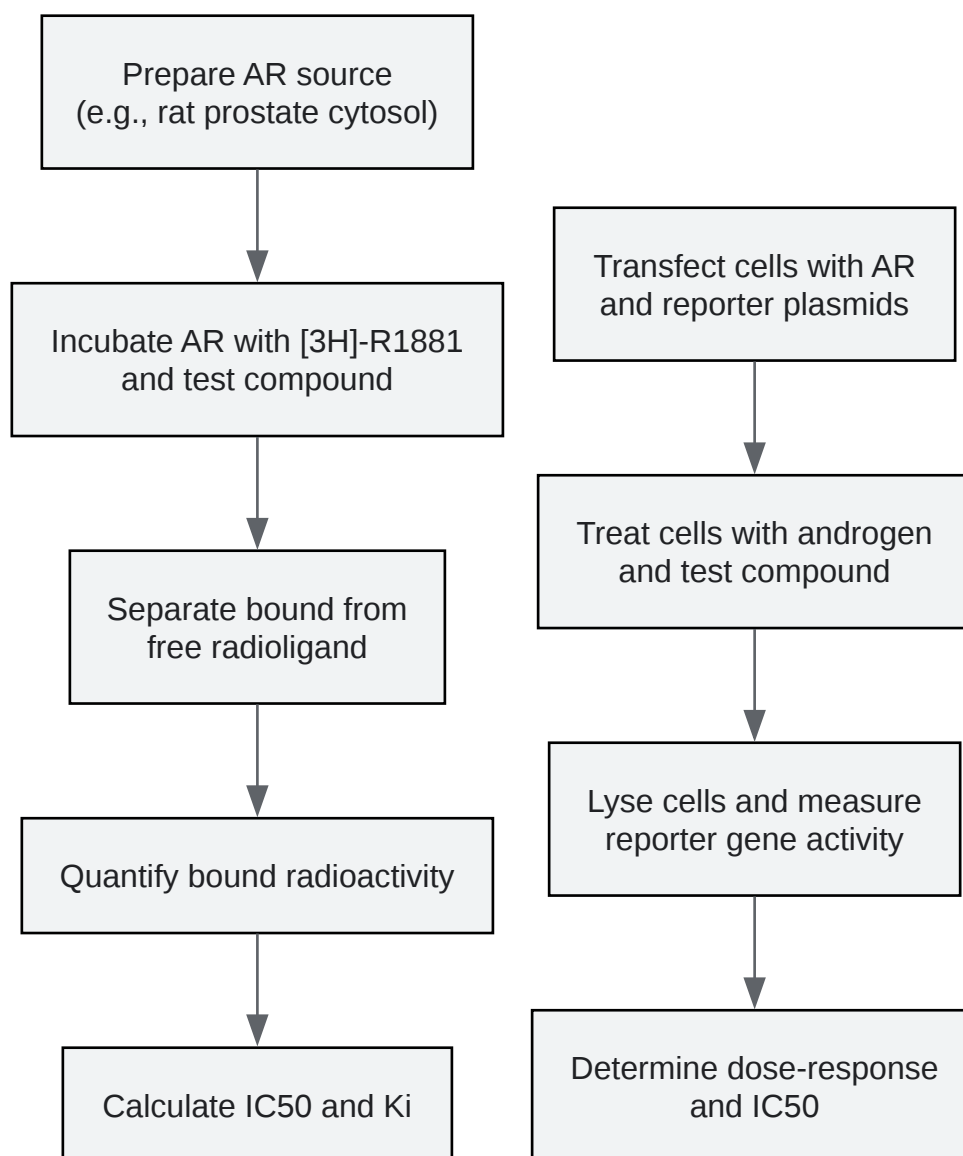 Prepare AR source
(e.g., rat prostate cytosol)
Incubate AR with [3H]-R1881
and test compound
Separate bound from
free radioligand
Quantify bound radioactivity
Calculate IC50 and Ki
Transfect cells with AR
and reporter plasmids
Treat cells with androgen
and test compound
Lyse cells and measure
reporter gene activity
Determine dose-response
and IC50